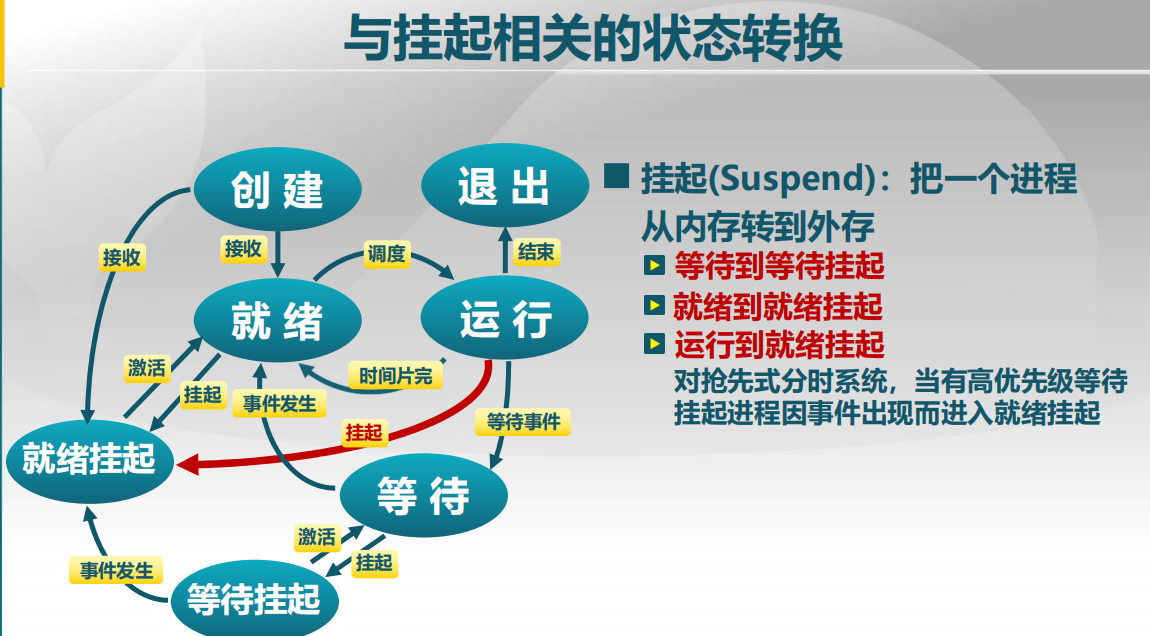 与挂起相关的状态转换
创建
退出
挂起(Suspend)：把一个进程
从内存转到外存
接收
接收
调度
结束
等待到等待挂起
就绪
运行
就绪到就绪挂起
运行到就绪挂起
激活
挂起
时间片完
事件发生
对抢先式分时系统，当有高优先级等待
挂起进程因事件出现而进入就绪挂起
挂起
等待事件
就绪挂起
等待
激活
挂起
事件发生
等待挂起